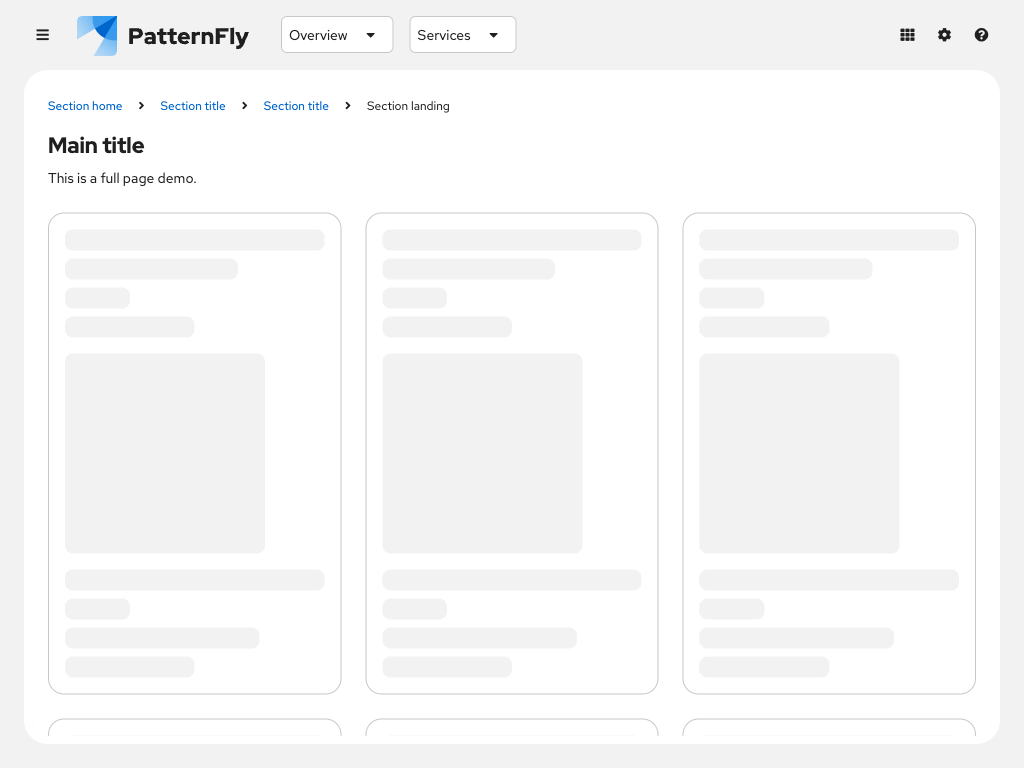 PatternFly Overview Services
Section home Section title Section title Section landing
Main title
This is a full page demo.